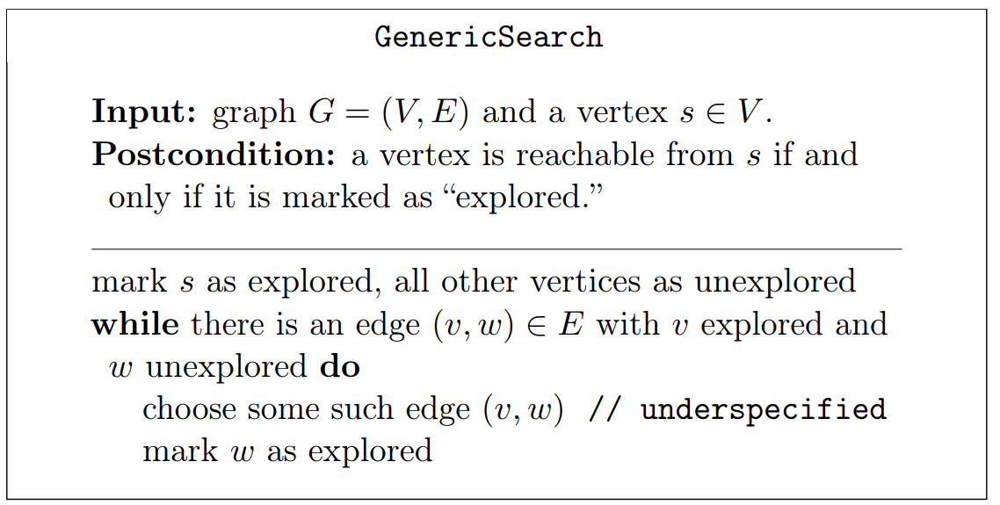 GenericSearch
Input: graph G = (V, E) and a vertex s ∈ V.
Postcondition: a vertex is reachable from s if and
only if it is marked as “explored.”
mark s as explored, all other vertices as unexplored
while there is an edge (v, w) ∈ E with v explored and
w unexplored do
choose some such edge (v, w) // underspecified
mark w as explored